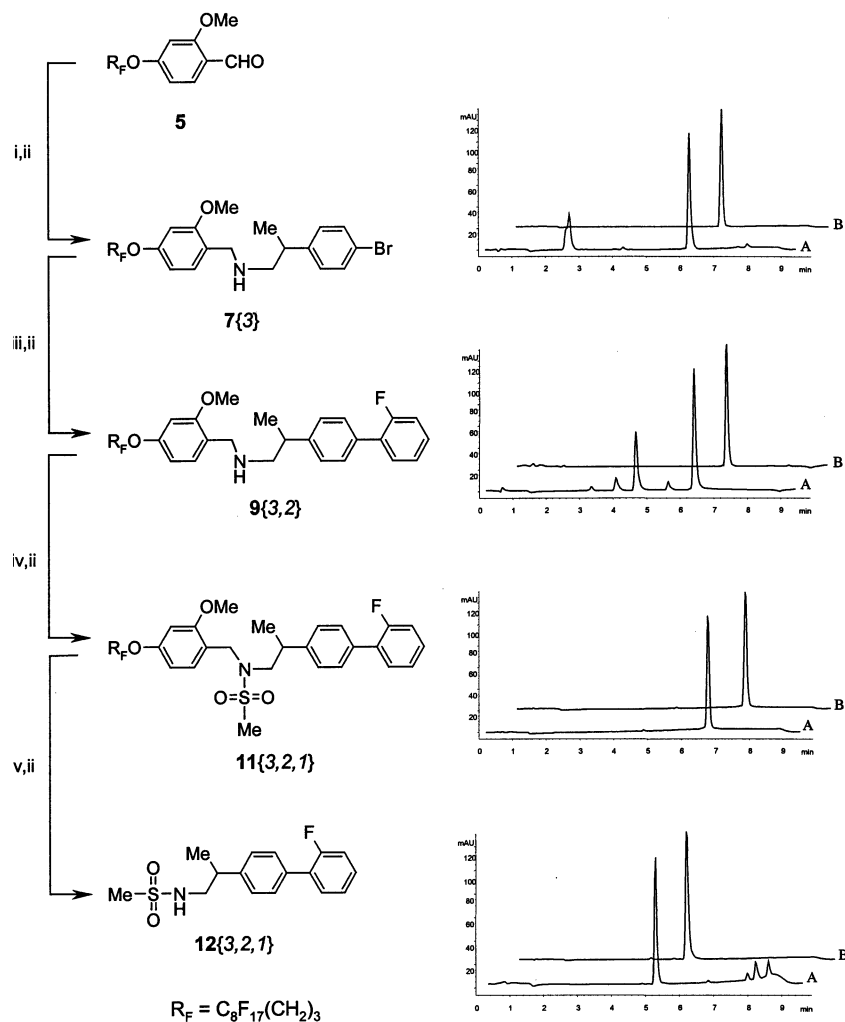 OMe
R_FO
CHO
5
i,ii
OMe
Me
R_FO
N
H
Br
7{3}
mAU
120
100
80
60
40
20
B
A
0 1 2 3 4 5 6 7 8 9 min
iii,ii
OMe
Me
F
R_FO
N
H
9{3,2}
mAU
120
100
80
60
40
20
B
A
0 1 2 3 4 5 6 7 8 9 min
iv,ii
OMe
Me
F
R_FO
N
O=S=O
Me
11{3,2,1}
mAU
120
100
80
60
40
20
B
A
0 1 2 3 4 5 6 7 8 9 min
v,ii
F
Me
O
Me-S-N
O H
12{3,2,1}
mAU
120
100
80
60
40
20
B
A
0 1 2 3 4 5 6 7 8 9 min
R_F = C8F17(CH2)3